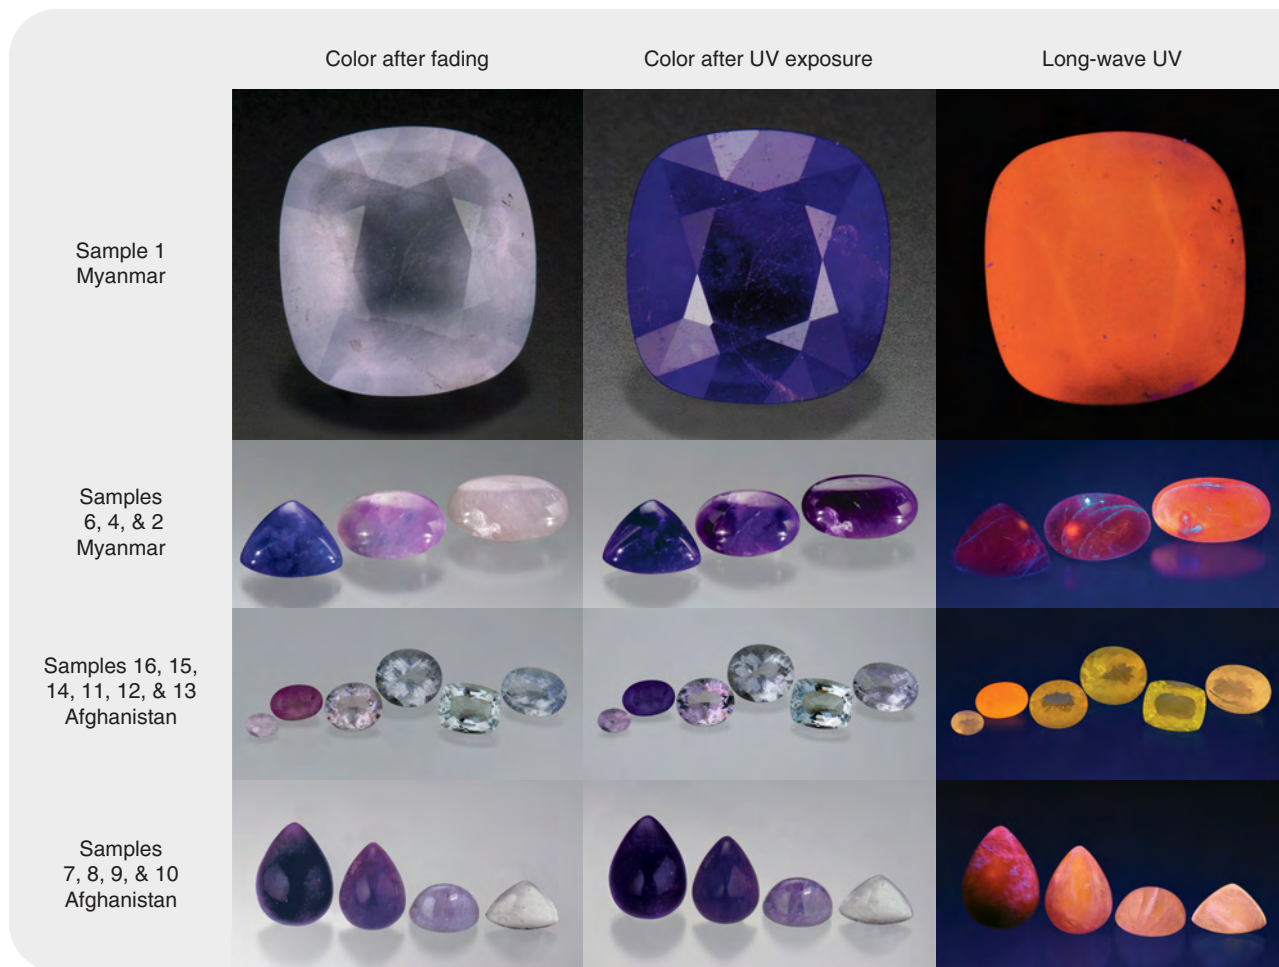 Color after fading
Color after UV exposure
Long-wave UV
Sample 1
Myanmar
Samples
6, 4, & 2
Myanmar
Samples 16, 15,
14, 11, 12, & 13
Afghanistan
Samples
7, 8, 9, & 10
Afghanistan